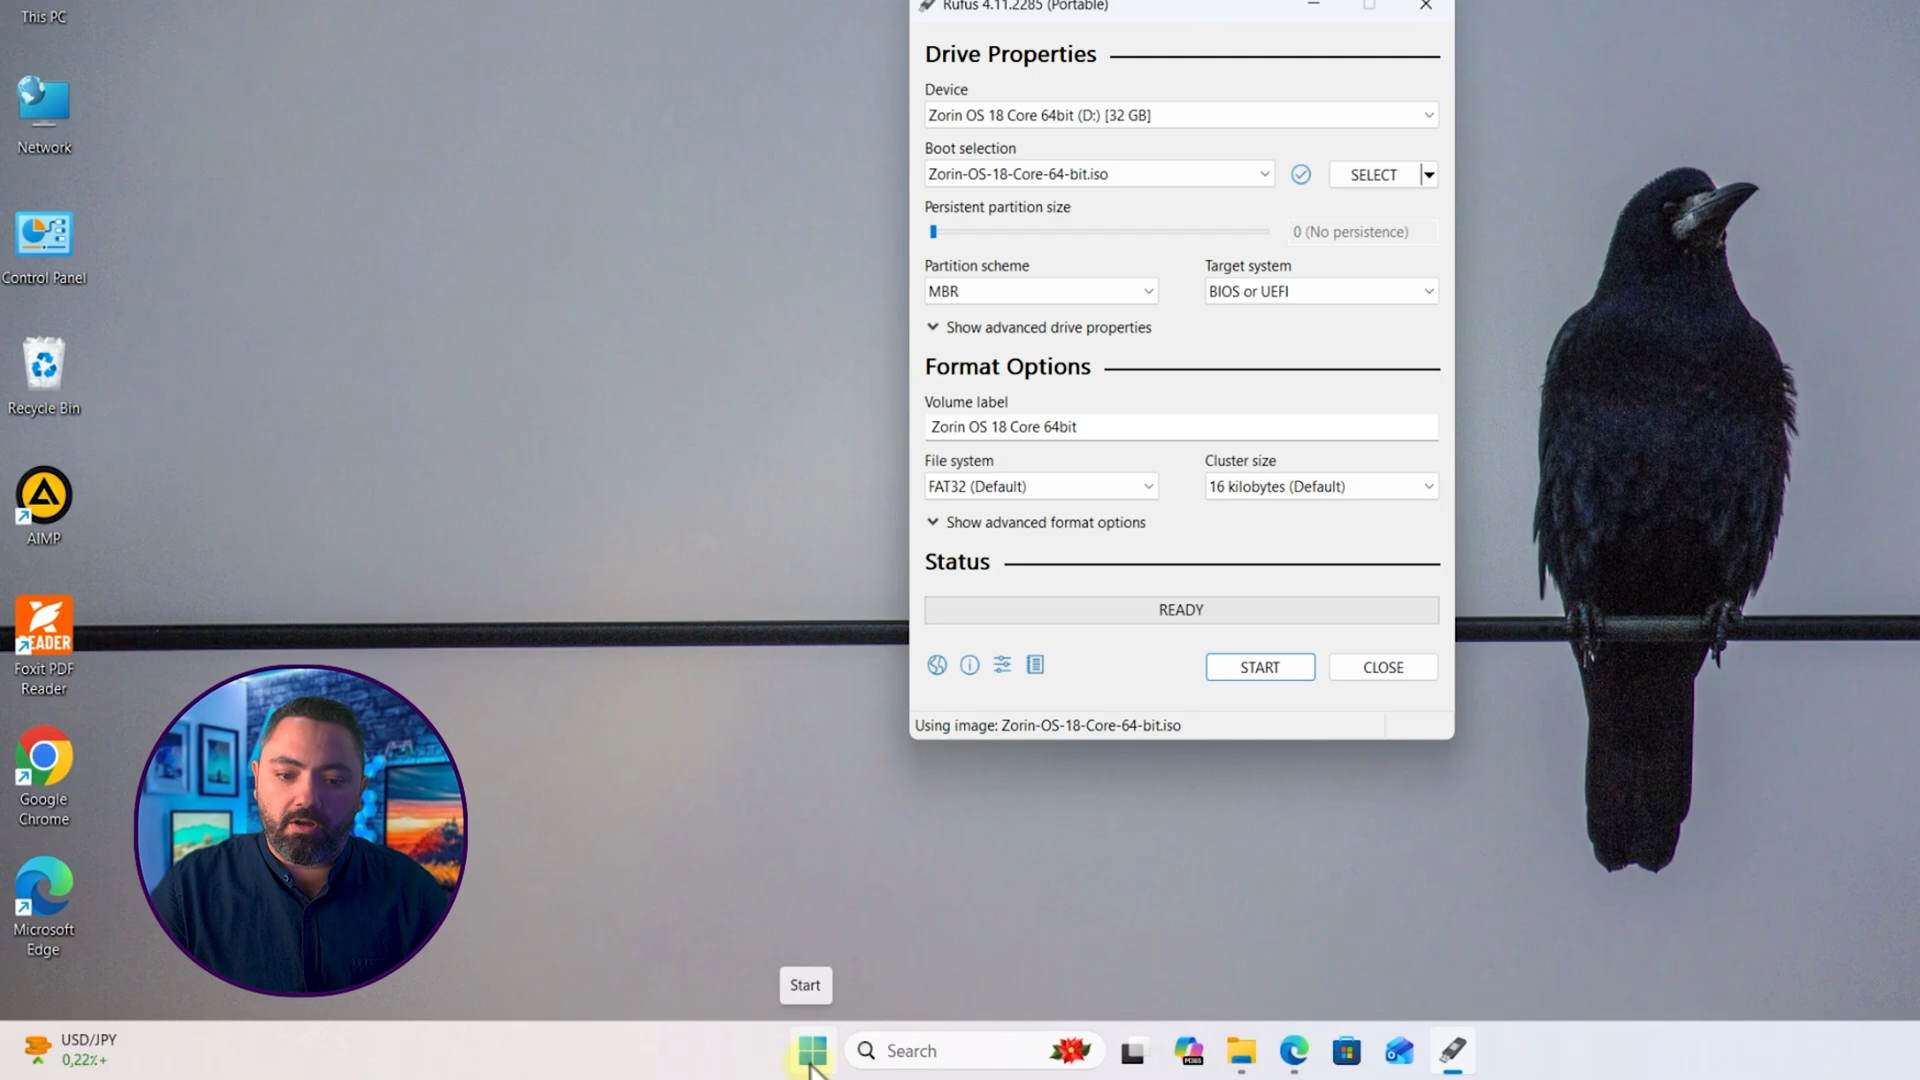 This PC
Network
Control Panel
Recycle Bin
AIMP
READER
Foxit PDF
Reader
Google
Chrome
Microsoft
Edge
Rufus 4.11.2285 (Portable)
Drive Properties
Device
Zorin OS 18 Core 64bit (D:) [32 GB]
Boot selection
Zorin-OS-18-Core-64-bit.iso
SELECT
Persistent partition size
0 (No persistence)
Partition scheme
Target system
MBR
BIOS or UEFI
Show advanced drive properties
Format Options
Volume label
Zorin OS 18 Core 64bit
File system
Cluster size
FAT32 (Default)
16 kilobytes (Default)
Show advanced format options
Status
READY
START
CLOSE
Using image: Zorin-OS-18-Core-64-bit.iso
Start
USD/JPY
0,22%+
Search
M365